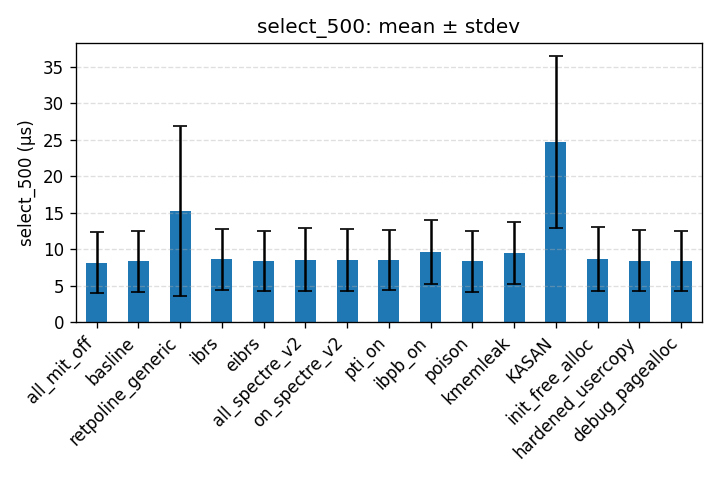 select_500: mean ± stdev
select_500 (µs)
35
30
25
20
15
10
5
0
all_mit_off
basline
retpoline_generic
ibrs
eibrs
all_spectre_v2
on_spectre_v2
pti_on
ibpb_on
poison
kmemleak
KASAN
init_free_alloc
hardened_usercopy
debug_pagealloc